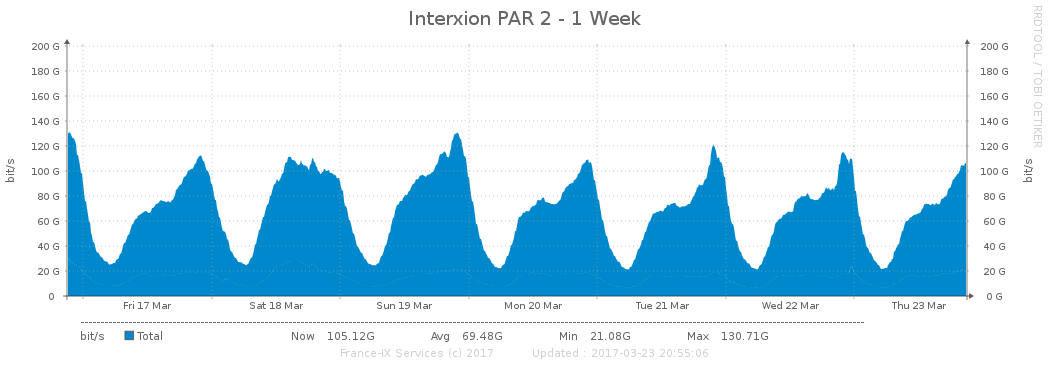 Interxion PAR 2 - 1 Week
RRDTOOL / TOBI OETIKER
200 G 200 G
180 G 180 G
160 G 160 G
140 G 140 G
120 G 120 G
100 G 100 G
80 G 80 G
60 G 60 G
40 G 40 G
20 G 20 G
0 0 G
bit/s
bit/s
Fri 17 Mar Sat 18 Mar Sun 19 Mar Mon 20 Mar Tue 21 Mar Wed 22 Mar Thu 23 Mar
bit/s Total Now 105.12G Avg 69.48G Min 21.08G Max 130.71G
France-IX Services (c) 2017 Updated : 2017-03-23 20:55:06